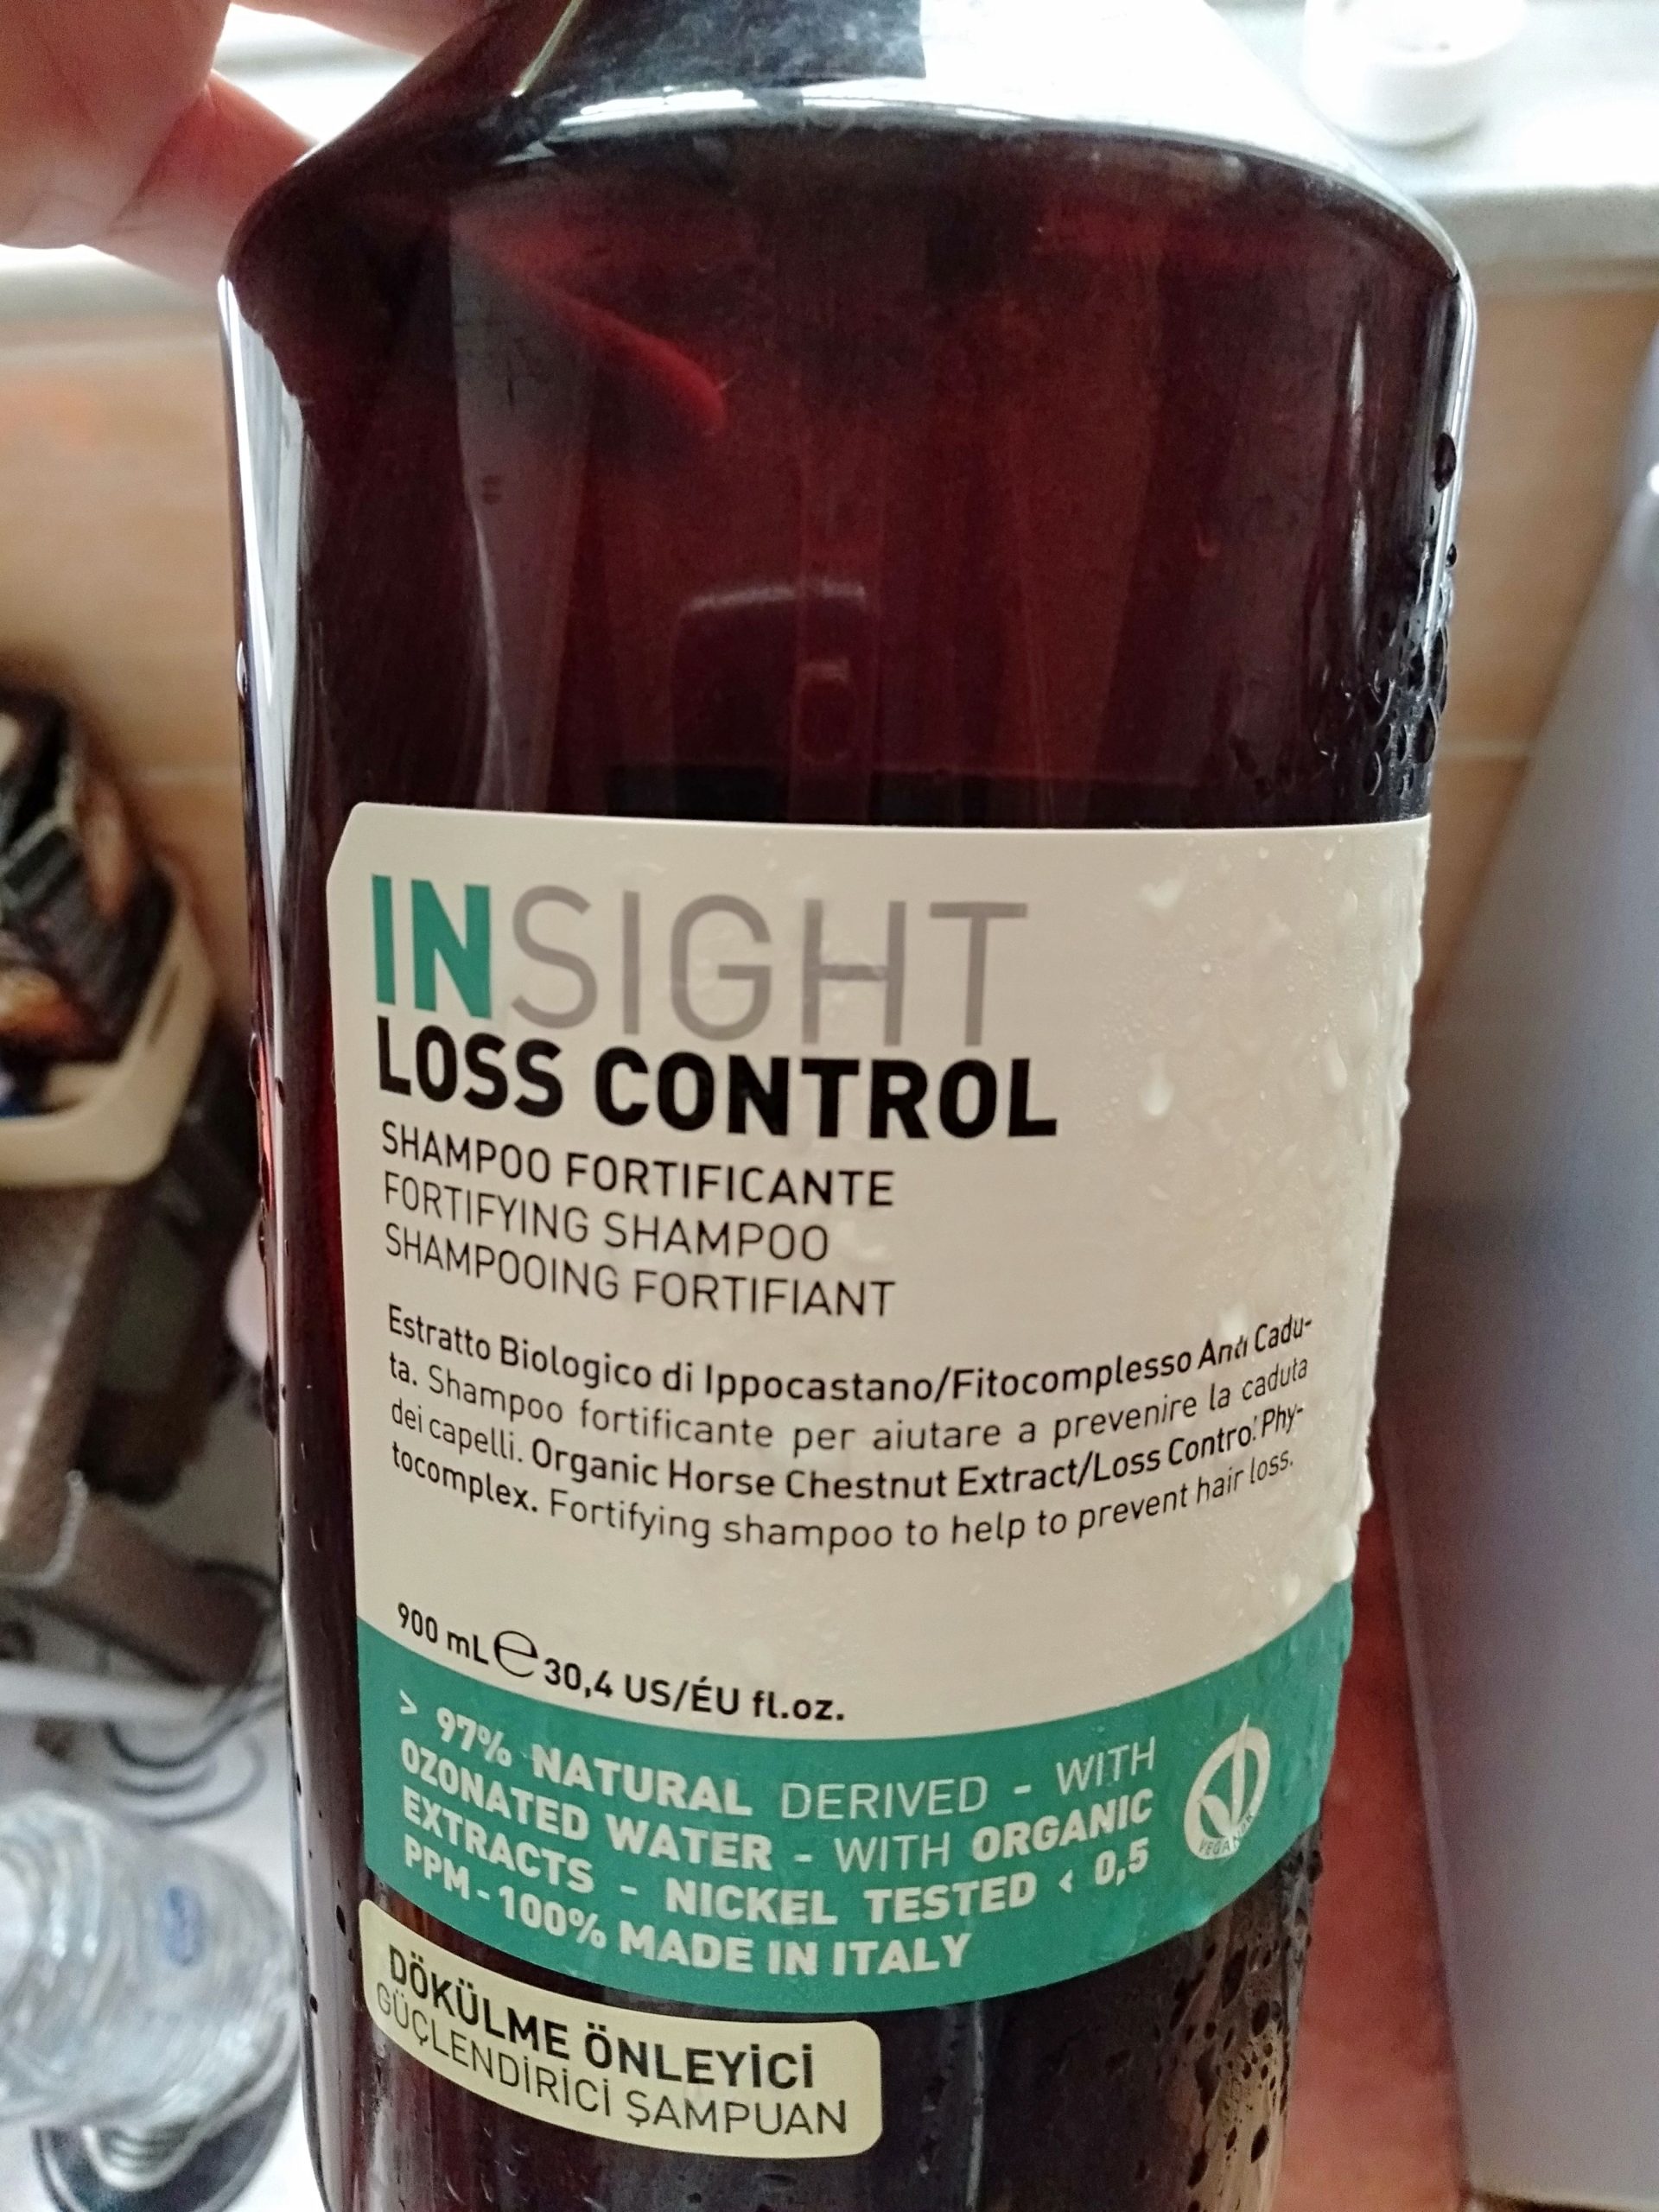 INSIGHT
LOSS CONTROL
SHAMPOO FORTIFICANTE
FORTIFYING SHAMPOO
SHAMPOOING FORTIFIANT
Estratto Biologico di Ippocastano/Fitocomplesso Anti Cadu-
ta. Shampoo fortificante per aiutare a prevenire la caduta
dei capelli. Organic Horse Chestnut Extract/Loss Control Phy-
tocomplex. Fortifying shampoo to help to prevent hair loss.
900 mL ℮ 30,4 US/ÉU fl.oz.
> 97% NATURAL DERIVED - WITH
OZONATED WATER - WITH ORGANIC
EXTRACTS - NICKEL TESTED < 0,5
PPM - 100% MADE IN ITALY
DÖKÜLME ÖNLEYİCİ
GÜÇLENDİRİCİ ŞAMPUAN